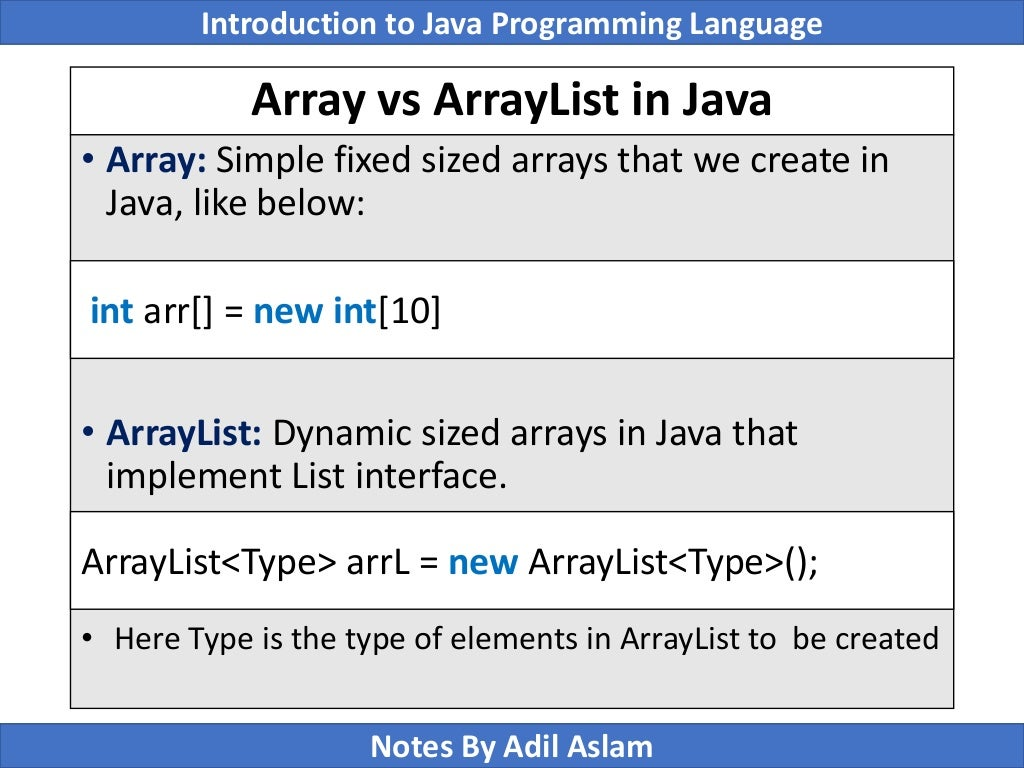 Introduction to Java Programming Language
Array vs ArrayList in Java
• Array: Simple fixed sized arrays that we create in
Java, like below:
int arr[] = new int[10]
• ArrayList: Dynamic sized arrays in Java that
implement List interface.
ArrayList<Type> arrL = new ArrayList<Type>();
• Here Type is the type of elements in ArrayList to  be created
Notes By Adil Aslam